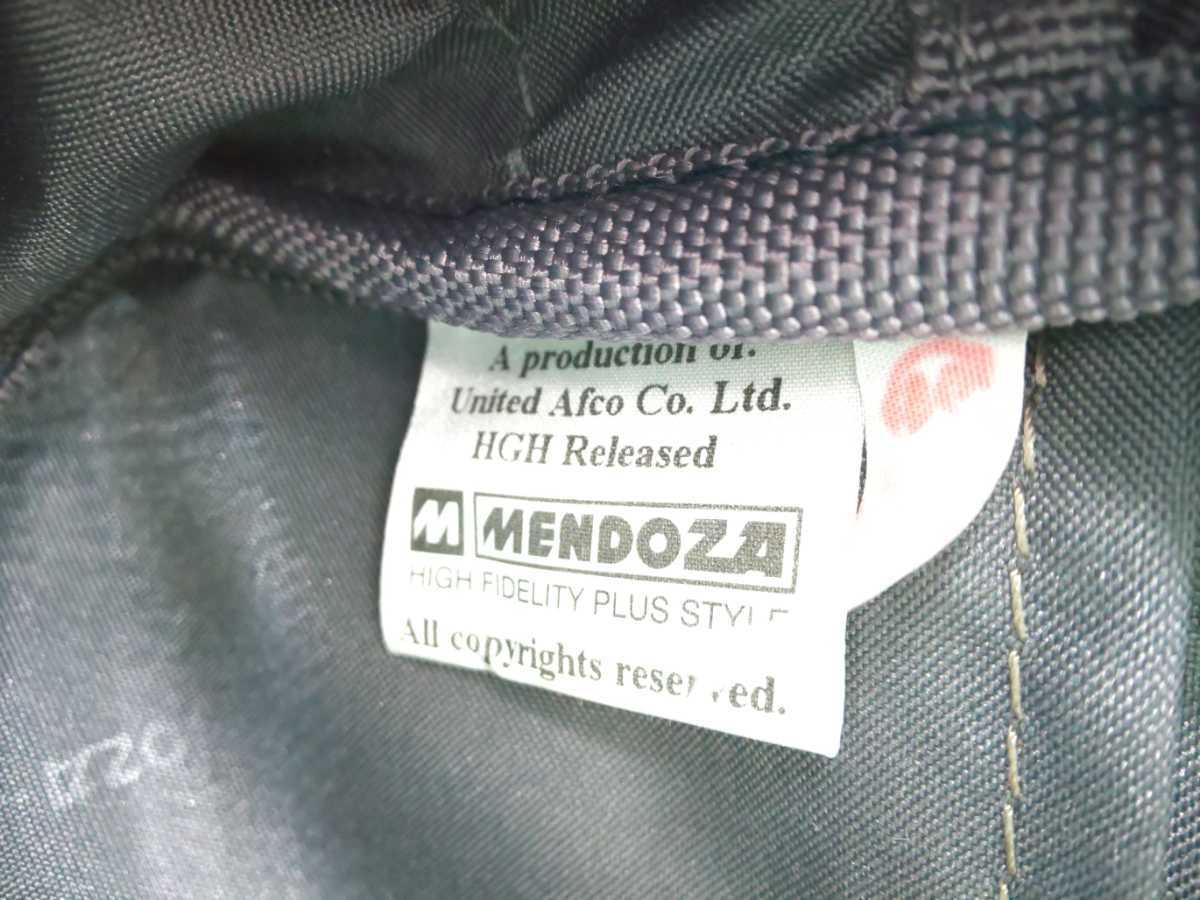 A production of:
United Afco Co. Ltd.
HGH Released
M MENDOZA
HIGH FIDELITY PLUS STYLE
All copyrights reserved.